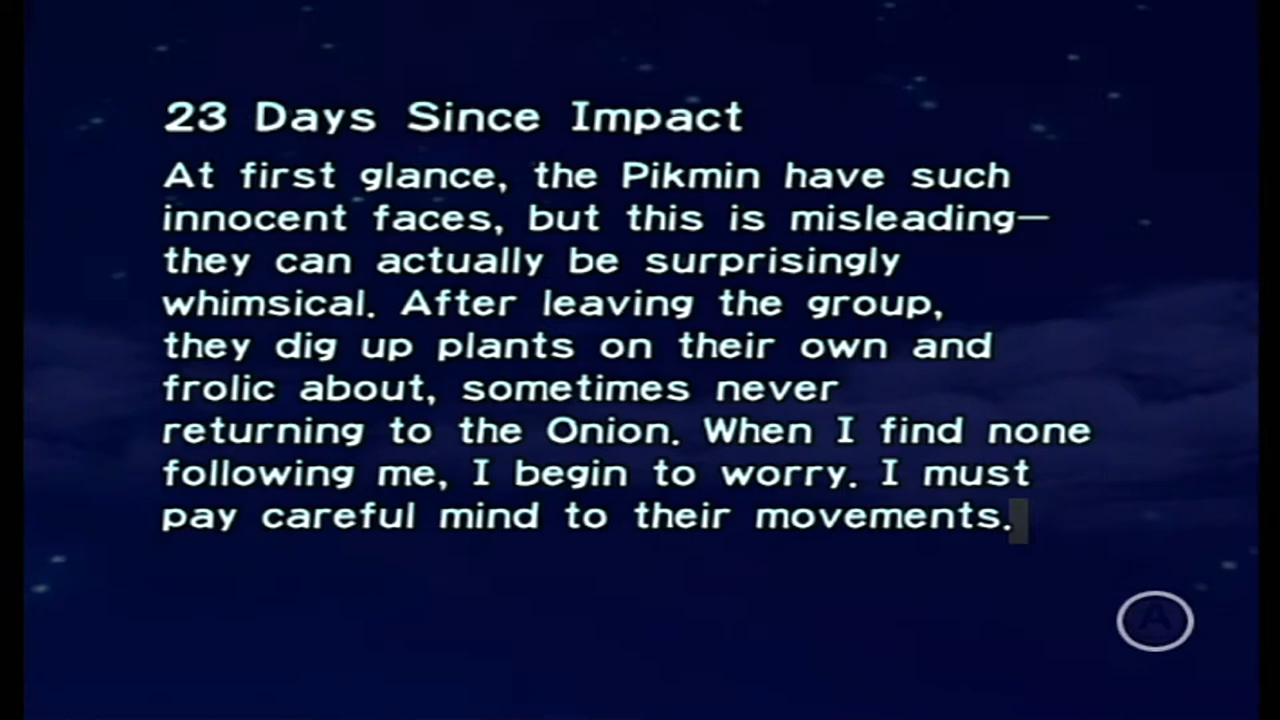 23 Days Since Impact
At first glance, the Pikmin have such
innocent faces, but this is misleading—
they can actually be surprisingly
whimsical. After leaving the group,
they dig up plants on their own and
frolic about, sometimes never
returning to the Onion. When I find none
following me, I begin to worry. I must
pay careful mind to their movements.
A